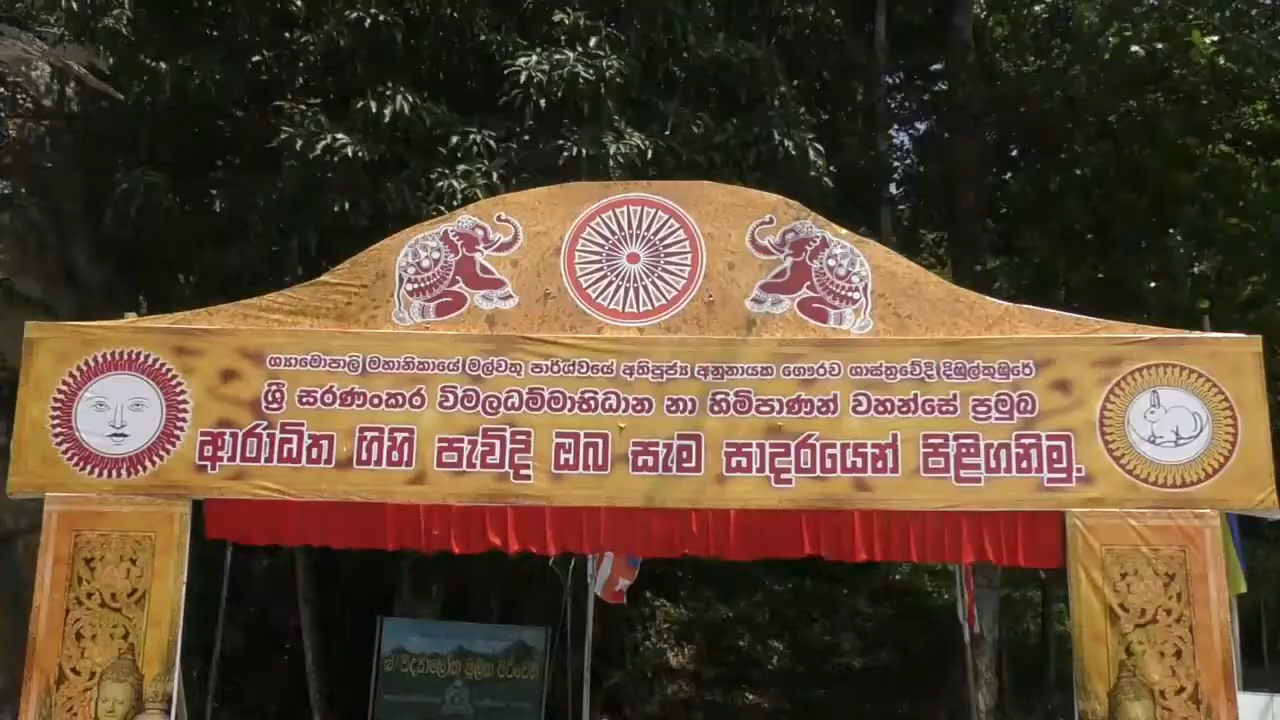 ශ්‍යාමෝපාලි මහානිකායේ මල්වතු පාර්ශ්වයේ අතිපූජ්‍ය අනුනායක ගෞරව ශාස්ත්‍රවේදී දිඹුල්කුඹුරේ
ශ්‍රී සරණංකර විමලධම්මාභිධාන නා හිමිපාණන් වහන්සේ ප්‍රමුඛ
ආරාධිත ගිහි පැවිදි ඔබ සැම සාදරයෙන් පිළිගනිමු.
විද්‍යාලෝක මූලික පිරිවෙන